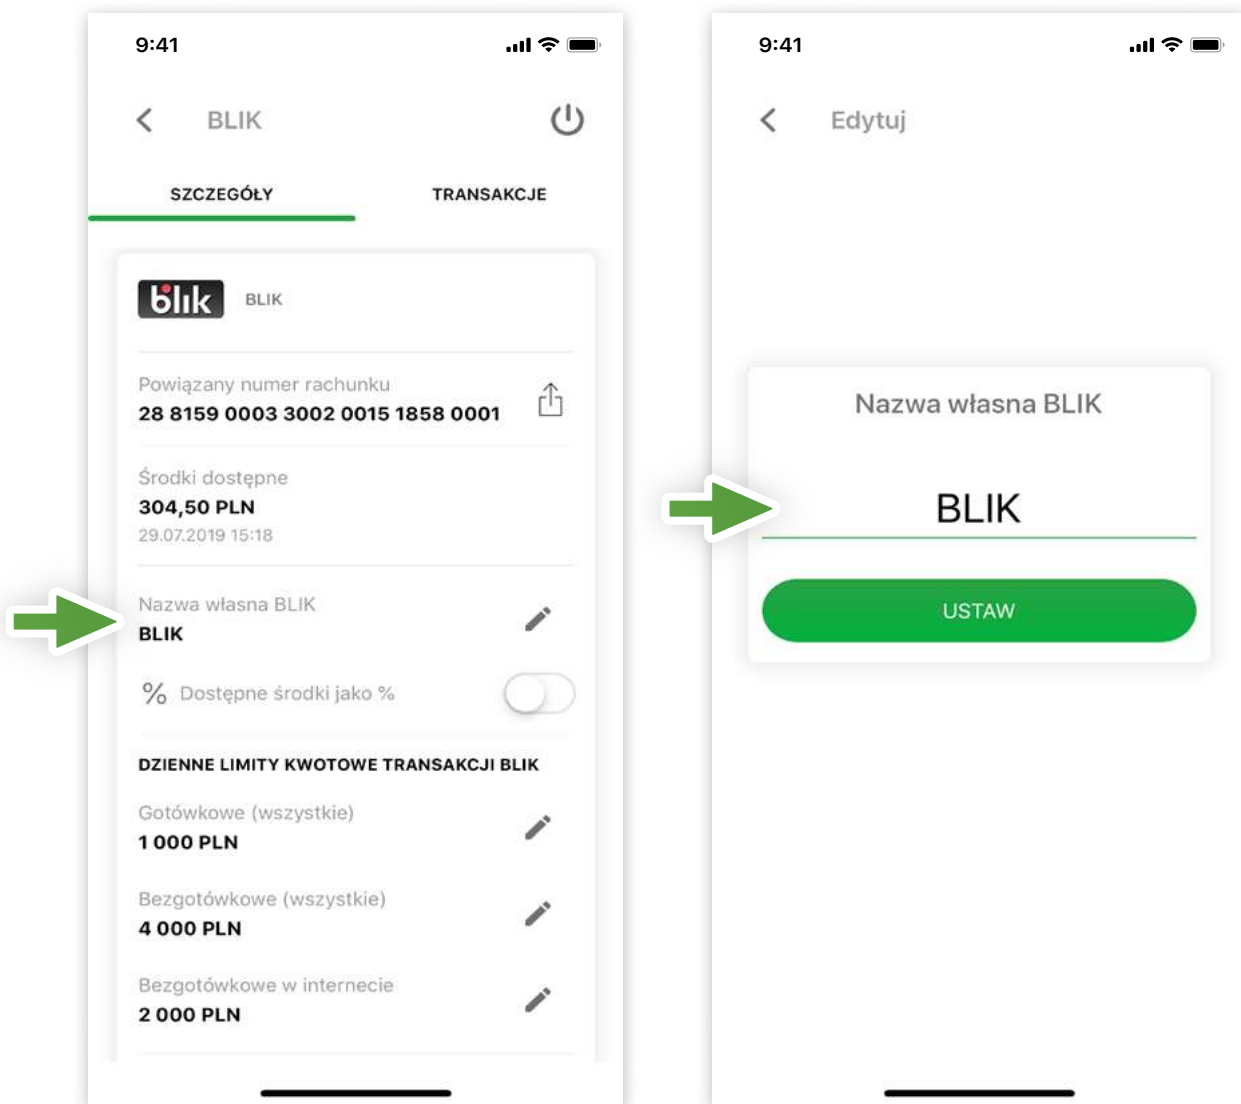 9:41
BLIK
SZCZEGÓŁY TRANSAKCJE
blik BLIK
Powiązany numer rachunku
28 8159 0003 3002 0015 1858 0001
Środki dostępne
304,50 PLN
29.07.2019 15:18
Nazwa własna BLIK
BLIK
% Dostępne środki jako %
DZIENNE LIMITY KWOTOWE TRANSAKCJI BLIK
Gotówkowe (wszystkie)
1 000 PLN
Bezgotówkowe (wszystkie)
4 000 PLN
Bezgotówkowe w internecie
2 000 PLN
9:41
Edytuj
Nazwa własna BLIK
BLIK
USTAW